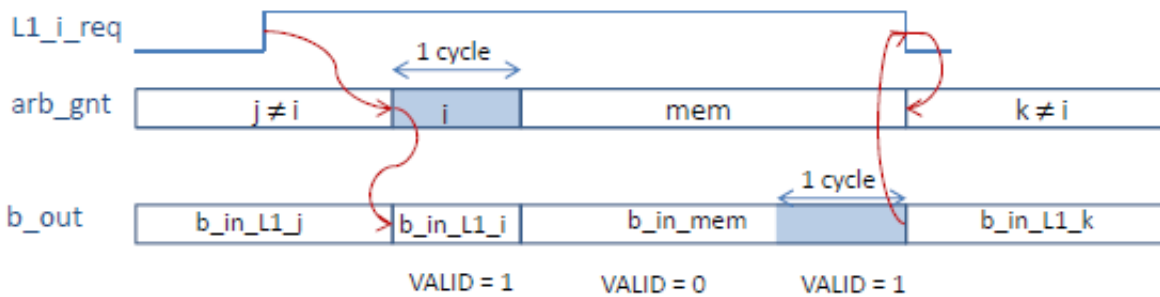 L1_i_req
1 cycle
arb_gnt
j ≠ i
i
mem
k ≠ i
1 cycle
b_out
b_in_L1_j
b_in_L1_i
b_in_mem
b_in_L1_k
VALID = 1
VALID = 0
VALID = 1